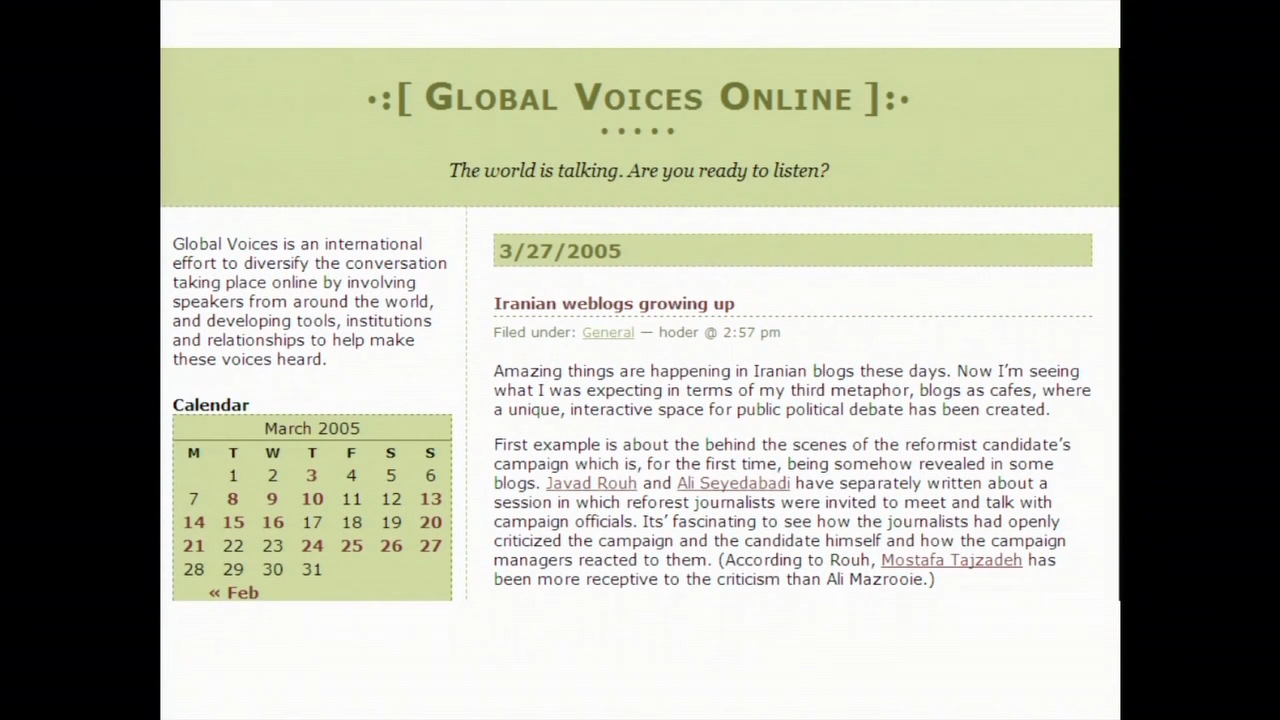 ·:[ Global Voices Online ]:·
• • • • •
The world is talking. Are you ready to listen?
Global Voices is an international
effort to diversify the conversation
taking place online by involving
speakers from around the world,
and developing tools, institutions
and relationships to help make
these voices heard.
Calendar
March 2005
M T W T F S S
1 2 3 4 5 6
7 8 9 10 11 12 13
14 15 16 17 18 19 20
21 22 23 24 25 26 27
28 29 30 31
« Feb
3/27/2005
Iranian weblogs growing up
Filed under: General — hoder @ 2:57 pm
Amazing things are happening in Iranian blogs these days. Now I’m seeing
what I was expecting in terms of my third metaphor, blogs as cafes, where
a unique, interactive space for public political debate has been created.
First example is about the behind the scenes of the reformist candidate’s
campaign which is, for the first time, being somehow revealed in some
blogs. Javad Rouh and Ali Seyedabadi have separately written about a
session in which reforest journalists were invited to meet and talk with
campaign officials. Its’ fascinating to see how the journalists had openly
criticized the campaign and the candidate himself and how the campaign
managers reacted to them. (According to Rouh, Mostafa Tajzadeh has
been more receptive to the criticism than Ali Mazrooie.)